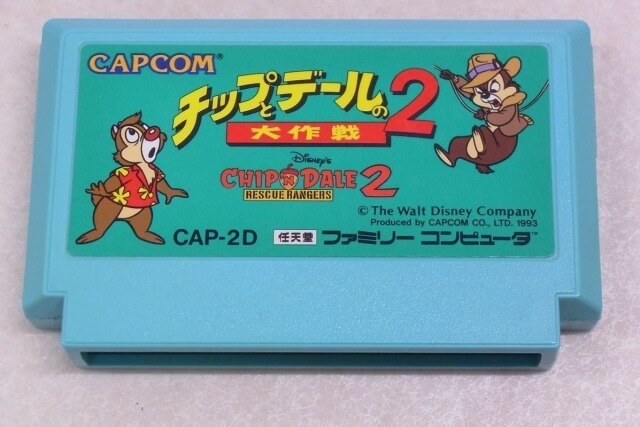 CAPCOM®
チップとデールの2
大作戦
Disney's
CHIP 'N DALE 2
RESCUE RANGERS
© The Walt Disney Company
Produced by CAPCOM CO., LTD. 1993
CAP-2D 任天堂 ファミリー コンピュータ™